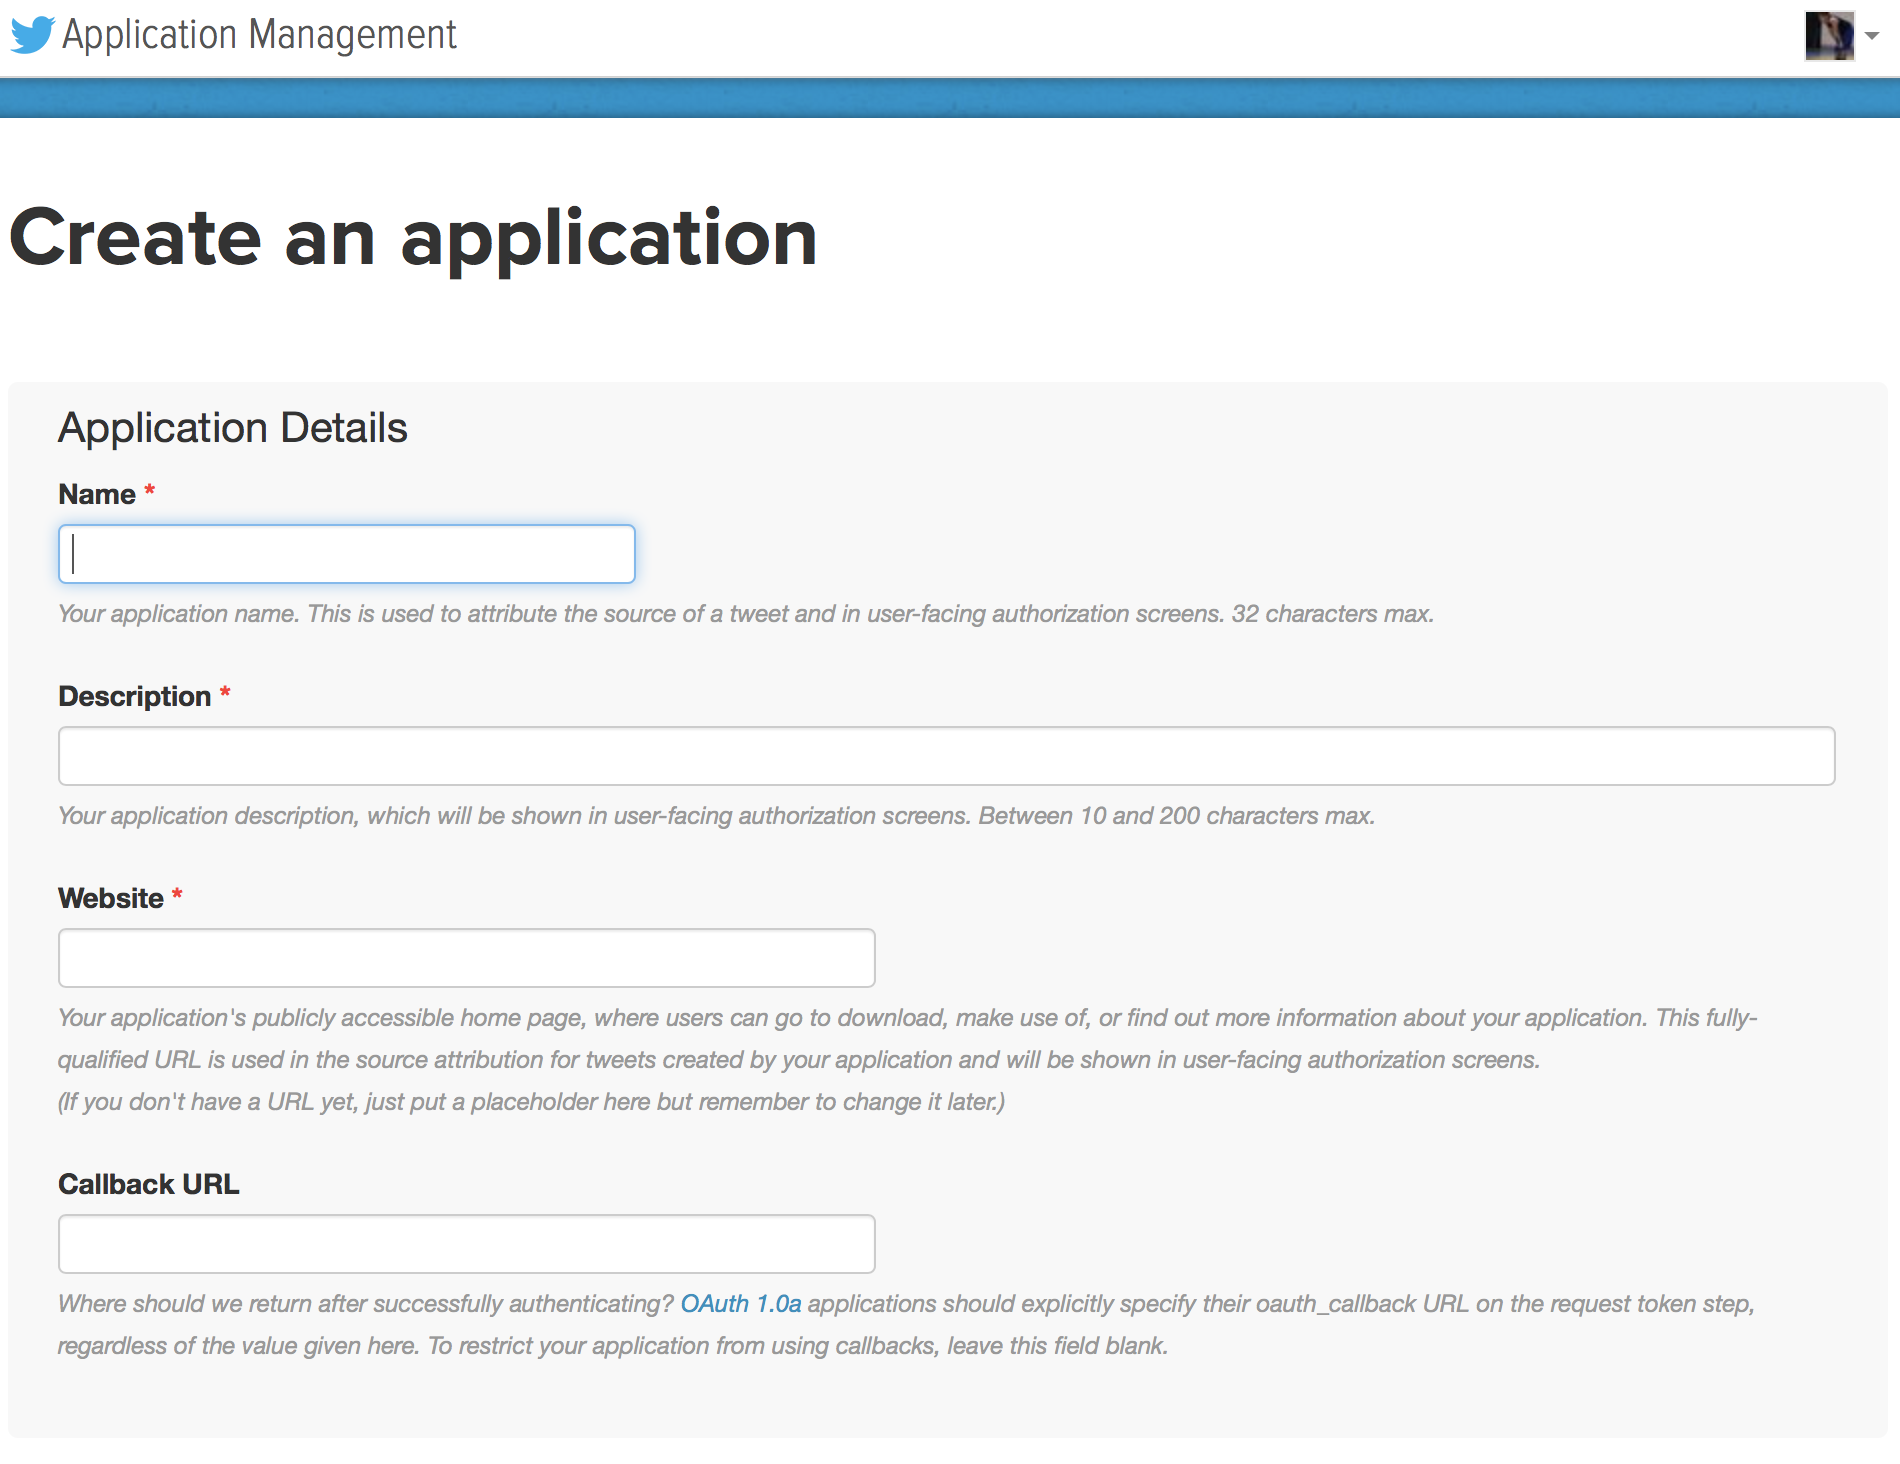 Application Management
Create an application
Application Details
Name *
Your application name. This is used to attribute the source of a tweet and in user-facing authorization screens. 32 characters max.
Description *
Your application description, which will be shown in user-facing authorization screens. Between 10 and 200 characters max.
Website *
Your application's publicly accessible home page, where users can go to download, make use of, or find out more information about your application. This fully-
qualified URL is used in the source attribution for tweets created by your application and will be shown in user-facing authorization screens.
(If you don't have a URL yet, just put a placeholder here but remember to change it later.)
Callback URL
Where should we return after successfully authenticating? OAuth 1.0a applications should explicitly specify their oauth_callback URL on the request token step,
regardless of the value given here. To restrict your application from using callbacks, leave this field blank.